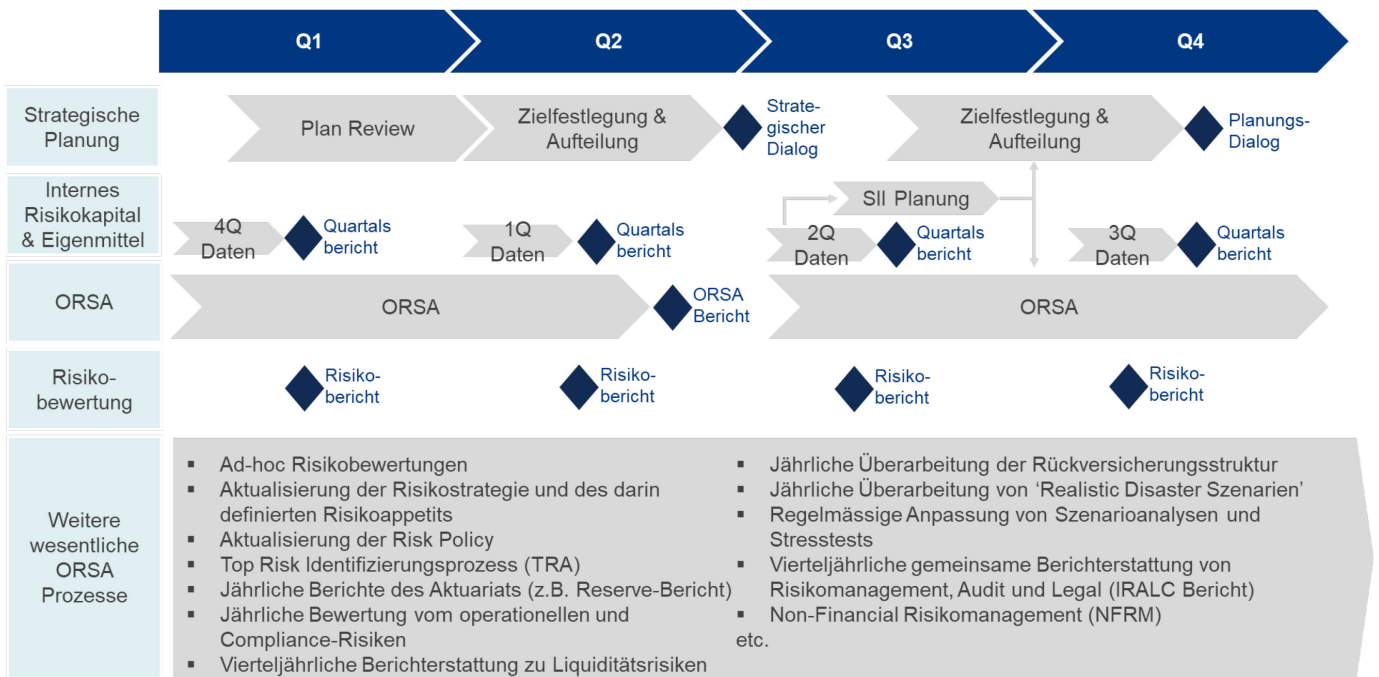 Q1
Q2
Q3
Q4
Strategische
Planung
Plan Review
Zielfestlegung &
Aufteilung
Strate-
gischer
Dialog
Zielfestlegung &
Aufteilung
Planungs-
Dialog
Internes
Risikokapital
& Eigenmittel
4Q
Daten
Quartals
bericht
1Q
Daten
Quartals
bericht
SII Planung
2Q
Daten
Quartals
bericht
3Q
Daten
Quartals
bericht
ORSA
ORSA
ORSA
Bericht
ORSA
Risiko-
bewertung
Risiko-
bericht
Risiko-
bericht
Risiko-
bericht
Risiko-
bericht
Weitere
wesentliche
ORSA
Prozesse
▪ Ad-hoc Risikobewertungen
▪ Aktualisierung der Risikostrategie und des darin
definierten Risikoappetits
▪ Aktualisierung der Risk Policy
▪ Top Risk Identifizierungsprozess (TRA)
▪ Jährliche Berichte des Aktuariats (z.B. Reserve-Bericht)
▪ Jährliche Bewertung vom operationellen und
Compliance-Risiken
▪ Vierteljährliche Berichterstattung zu Liquiditätsrisiken
▪ Jährliche Überarbeitung der Rückversicherungsstruktur
▪ Jährliche Überarbeitung von ‘Realistic Disaster Szenarien’
▪ Regelmässige Anpassung von Szenarioanalysen und
Stresstests
▪ Vierteljährliche gemeinsame Berichterstattung von
Risikomanagement, Audit und Legal (IRALC Bericht)
▪ Non-Financial Risikomanagement (NFRM)
etc.